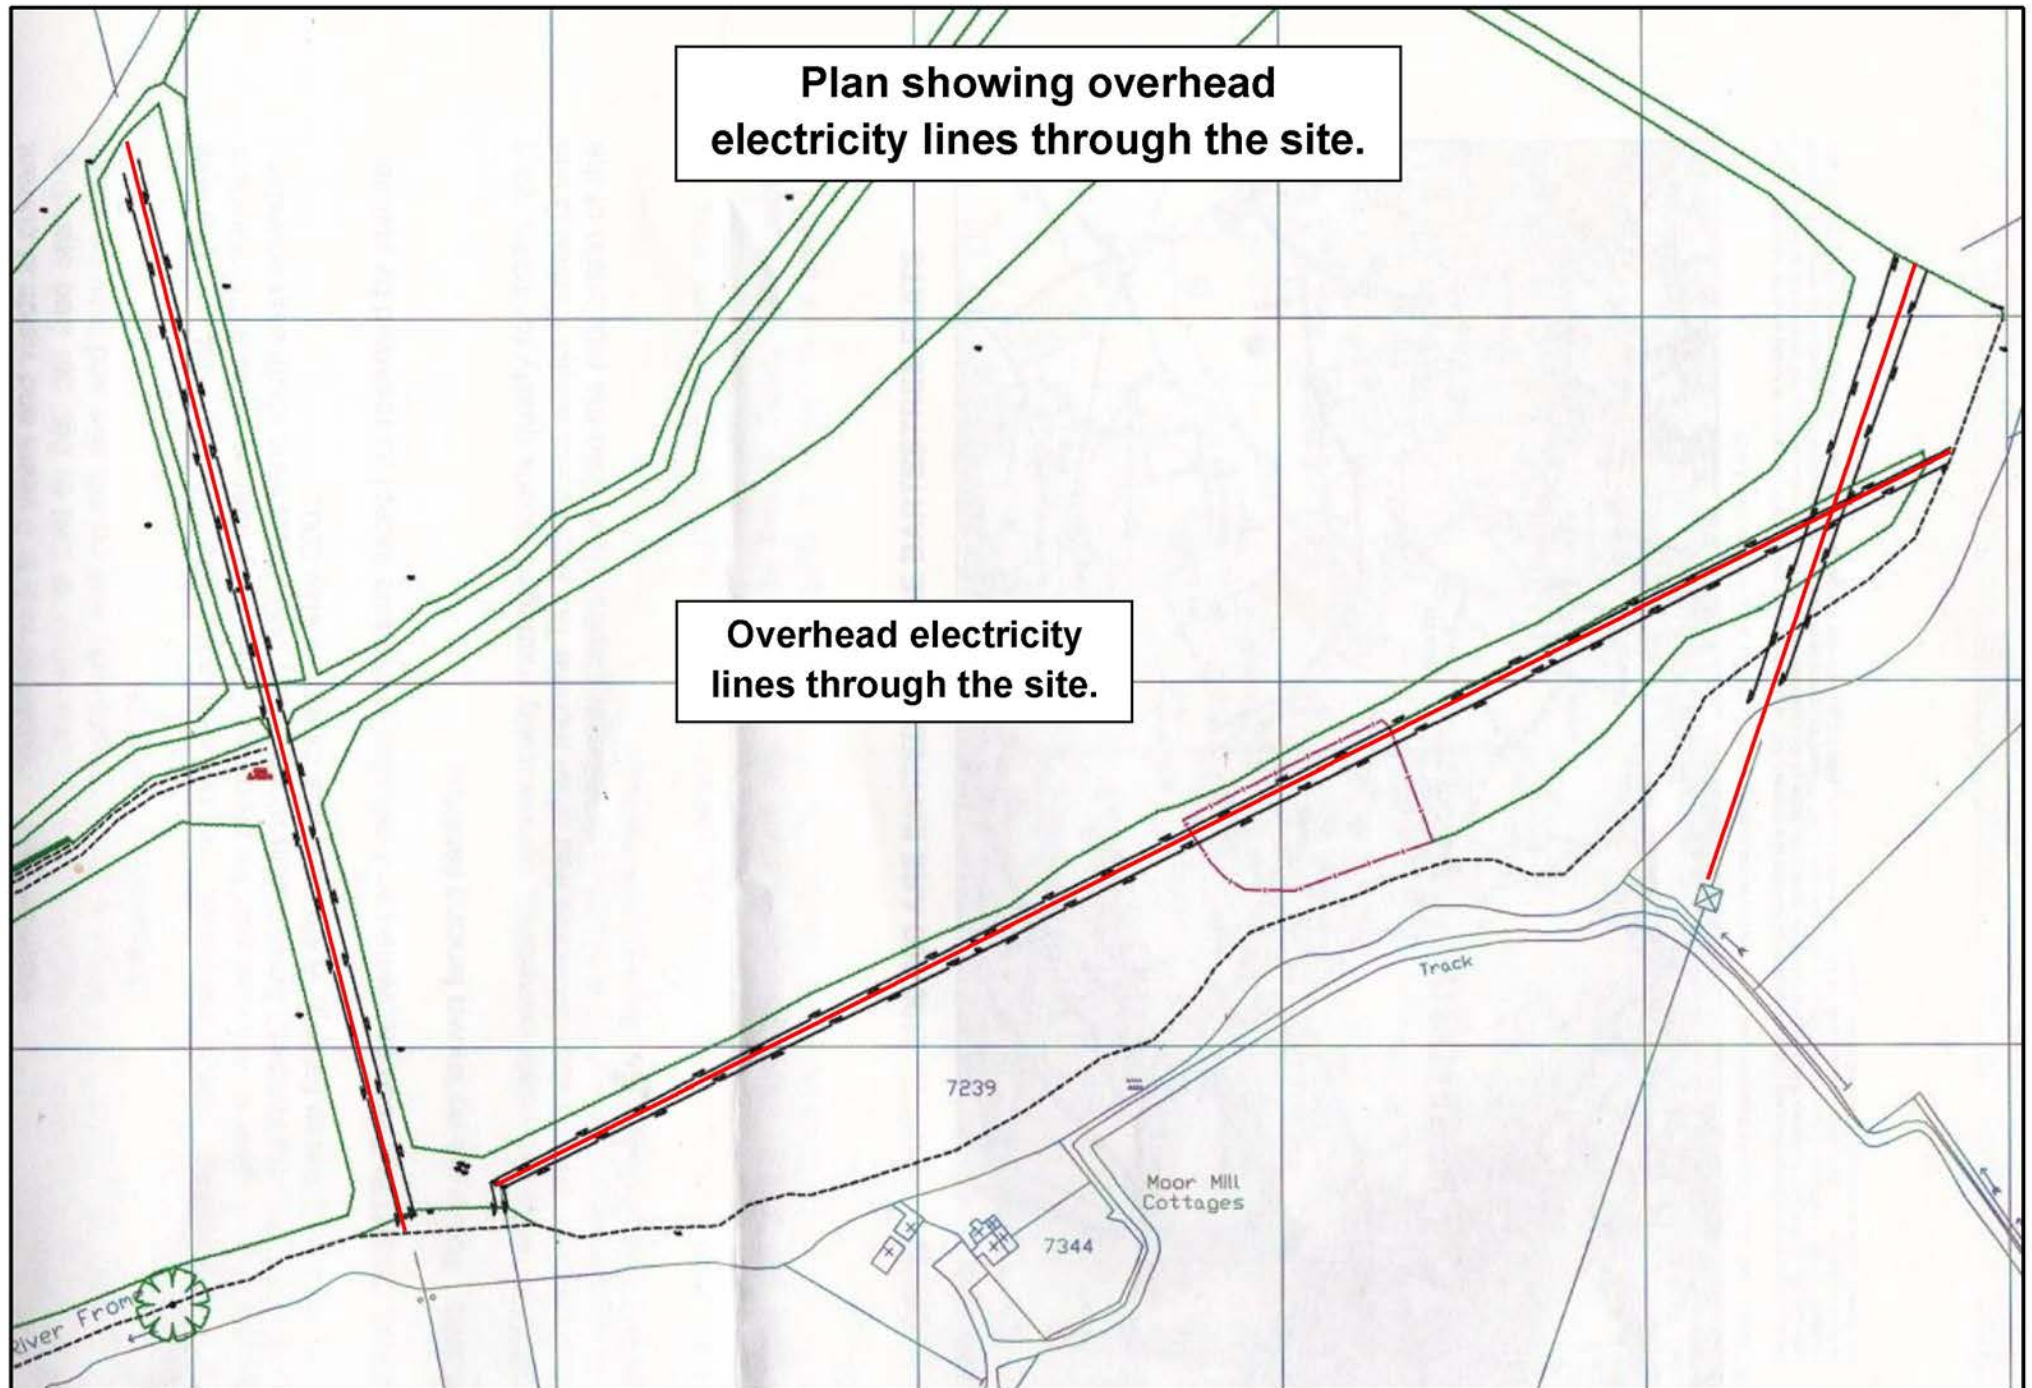 Plan showing overhead
electricity lines through the site.
Overhead electricity
lines through the site.
Track
7239
Moor Mill
Cottages
7344
River Frome